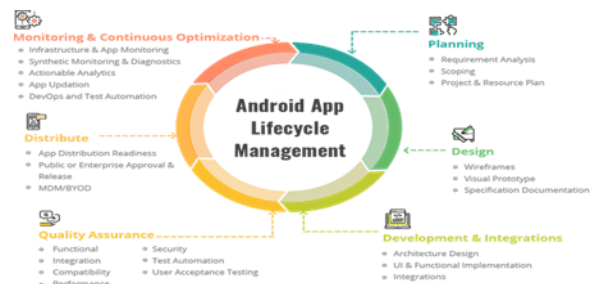 Monitoring & Continuous Optimization
Infrastructure & App Monitoring
Synthetic Monitoring & Diagnostics
Actionable Analytics
App Updation
DevOps and Test Automation
Planning
Requirement Analysis
Scoping
Project & Resource Plan
Android App
Lifecycle
Management
Distribute
App Distribution Readiness
Public or Enterprise Approval &
Release
MDM/BYOD
Design
Wireframes
Visual Prototype
Specification Documentation
Quality Assurance
Functional
Integration
Compatibility
Performance
Security
Test Automation
User Acceptance Testing
Development & Integrations
Architecture Design
UI & Functional Implementation
Integrations